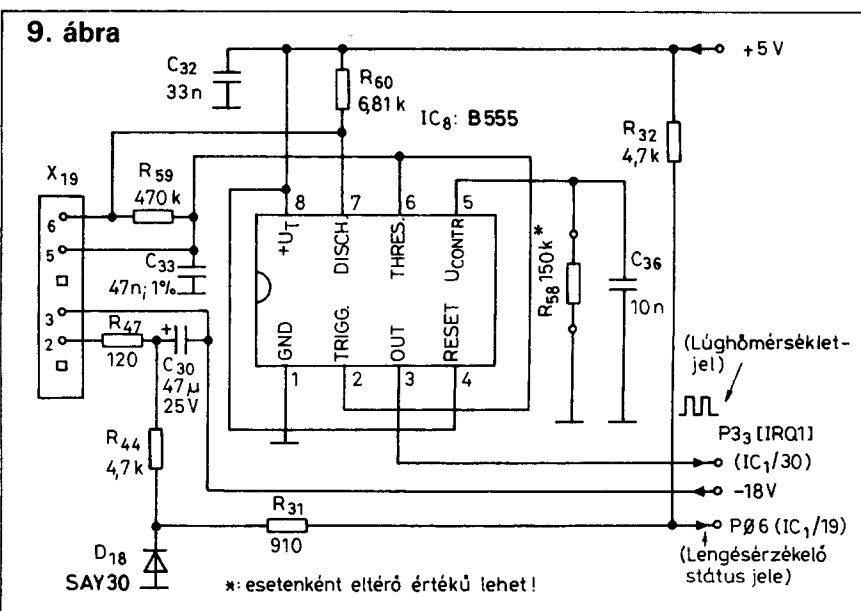 9. ábra
C32
33n
R60
6,81k
IC8: B555
+5 V
R32
4,7k
X19
R59
470 k
6
5
□
3
2
□
C33
47n; 1%
R47
120
+
C30
47µ
25V
8
7
6
5
+UT
DISCH.
THRES.
UCONTR
GND
TRIGG.
OUT
RESET
1
2
3
4
R58 150k*
C36
10n
(Lúghőmérséklet-
jel)
P33 [IRQ1]
(IC1/30)
-18V
PØ6 (IC1/19)
(Lengésérzékelő
státus jele)
R44
4,7k
R31
910
D18
SAY30
*: esetenként eltérő értékű lehet!